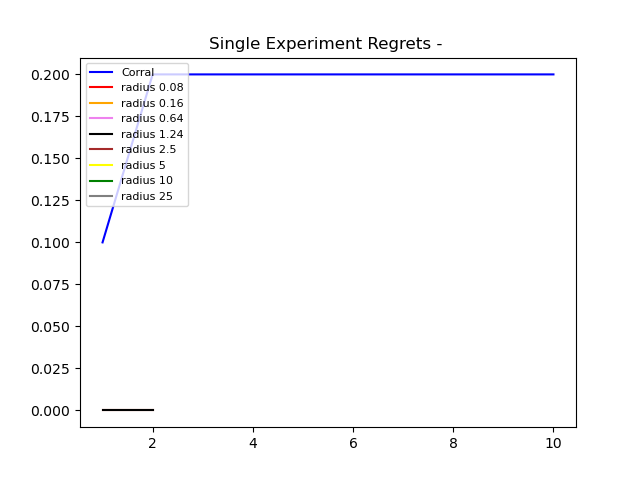 Single Experiment Regrets -
0.200
0.175
0.150
0.125
0.100
0.075
0.050
0.025
0.000
Corral
radius 0.08
radius 0.16
radius 0.64
radius 1.24
radius 2.5
radius 5
radius 10
radius 25
2 4 6 8 10